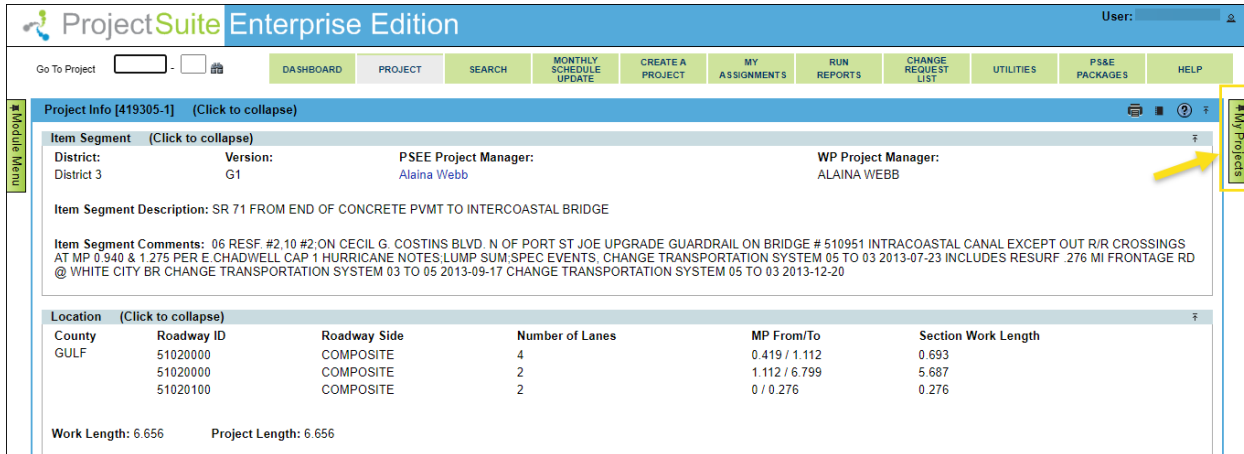 ProjectSuite Enterprise Edition
User:
Go To Project -
DASHBOARD
PROJECT
SEARCH
MONTHLY
SCHEDULE
UPDATE
CREATE A
PROJECT
MY
ASSIGNMENTS
RUN
REPORTS
CHANGE
REQUEST
LIST
UTILITIES
PS&E
PACKAGES
HELP
Module Menu
My Projects
Project Info [419305-1] (Click to collapse)
Item Segment (Click to collapse)
District: Version: PSEE Project Manager: WP Project Manager:
District 3 G1 Alaina Webb ALAINA WEBB
Item Segment Description: SR 71 FROM END OF CONCRETE PVMT TO INTERCOASTAL BRIDGE
Item Segment Comments: 06 RESF. #2,10 #2;ON CECIL G. COSTINS BLVD. N OF PORT ST JOE UPGRADE GUARDRAIL ON BRIDGE # 510951 INTRACOASTAL CANAL EXCEPT OUT R/R CROSSINGS
AT MP 0.940 & 1.275 PER E.CHADWELL CAP 1 HURRICANE NOTES;LUMP SUM;SPEC EVENTS, CHANGE TRANSPORTATION SYSTEM 05 TO 03 2013-07-23 INCLUDES RESURF .276 MI FRONTAGE RD
@ WHITE CITY BR CHANGE TRANSPORTATION SYSTEM 03 TO 05 2013-09-17 CHANGE TRANSPORTATION SYSTEM 05 TO 03 2013-12-20
Location (Click to collapse)
County Roadway ID Roadway Side Number of Lanes MP From/To Section Work Length
GULF 51020000 COMPOSITE 4 0.419 / 1.112 0.693
51020000 COMPOSITE 2 1.112 / 6.799 5.687
51020100 COMPOSITE 2 0 / 0.276 0.276
Work Length: 6.656 Project Length: 6.656